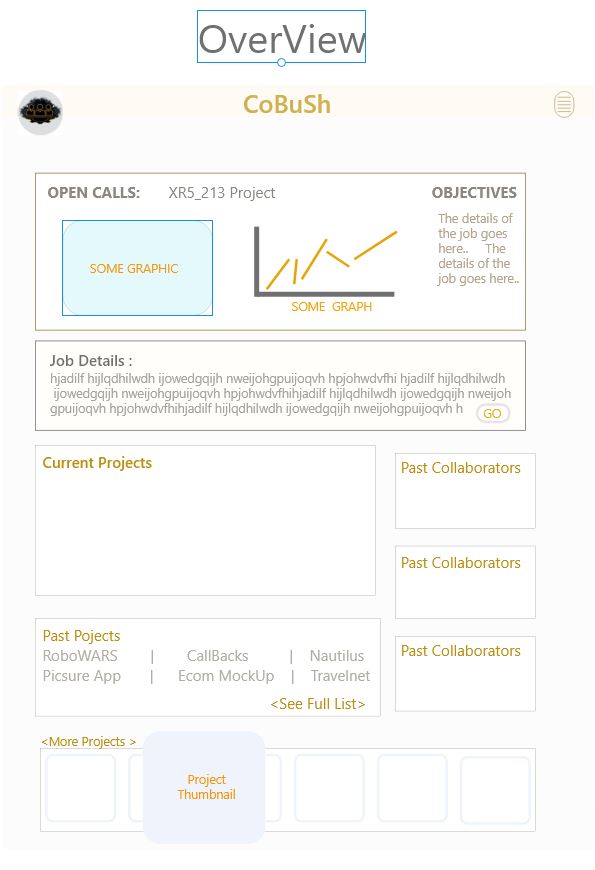 OverView
CoBuSh
OPEN CALLS: XR5_213 Project
OBJECTIVES
The details of
the job goes
here.. The
details of the
job goes here..
SOME GRAPHIC
SOME GRAPH
Job Details :
hjadilf hijlqdhilwdh ijowedgqijh nweijohgpuijoqvh hpjohwdvfhi hjadilf hijlqdhilwdh
ijowedgqijh nweijohgpuijoqvh hpjohwdvfhihjadilf hijlqdhilwdh ijowedgqijh nweijoh
gpuijoqvh hpjohwdvfhihjadilf hijlqdhilwdh ijowedgqijh nweijohgpuijoqvh h
GO
Current Projects
Past Collaborators
Past Collaborators
Past Collaborators
Past Pojects
RoboWARS | CallBacks | Nautilus
Picsure App | Ecom MockUp | Travelnet
<See Full List>
<More Projects >
Project
Thumbnail